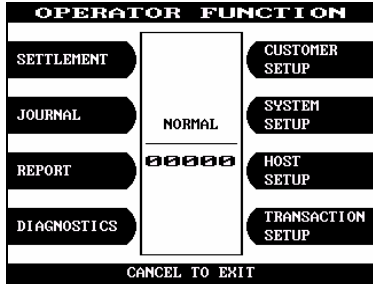 OPERATOR FUNCTION
SETTLEMENT
JOURNAL
REPORT
DIAGNOSTICS
NORMAL
00000
CUSTOMER
SETUP
SYSTEM
SETUP
HOST
SETUP
TRANSACTION
SETUP
CANCEL TO EXIT